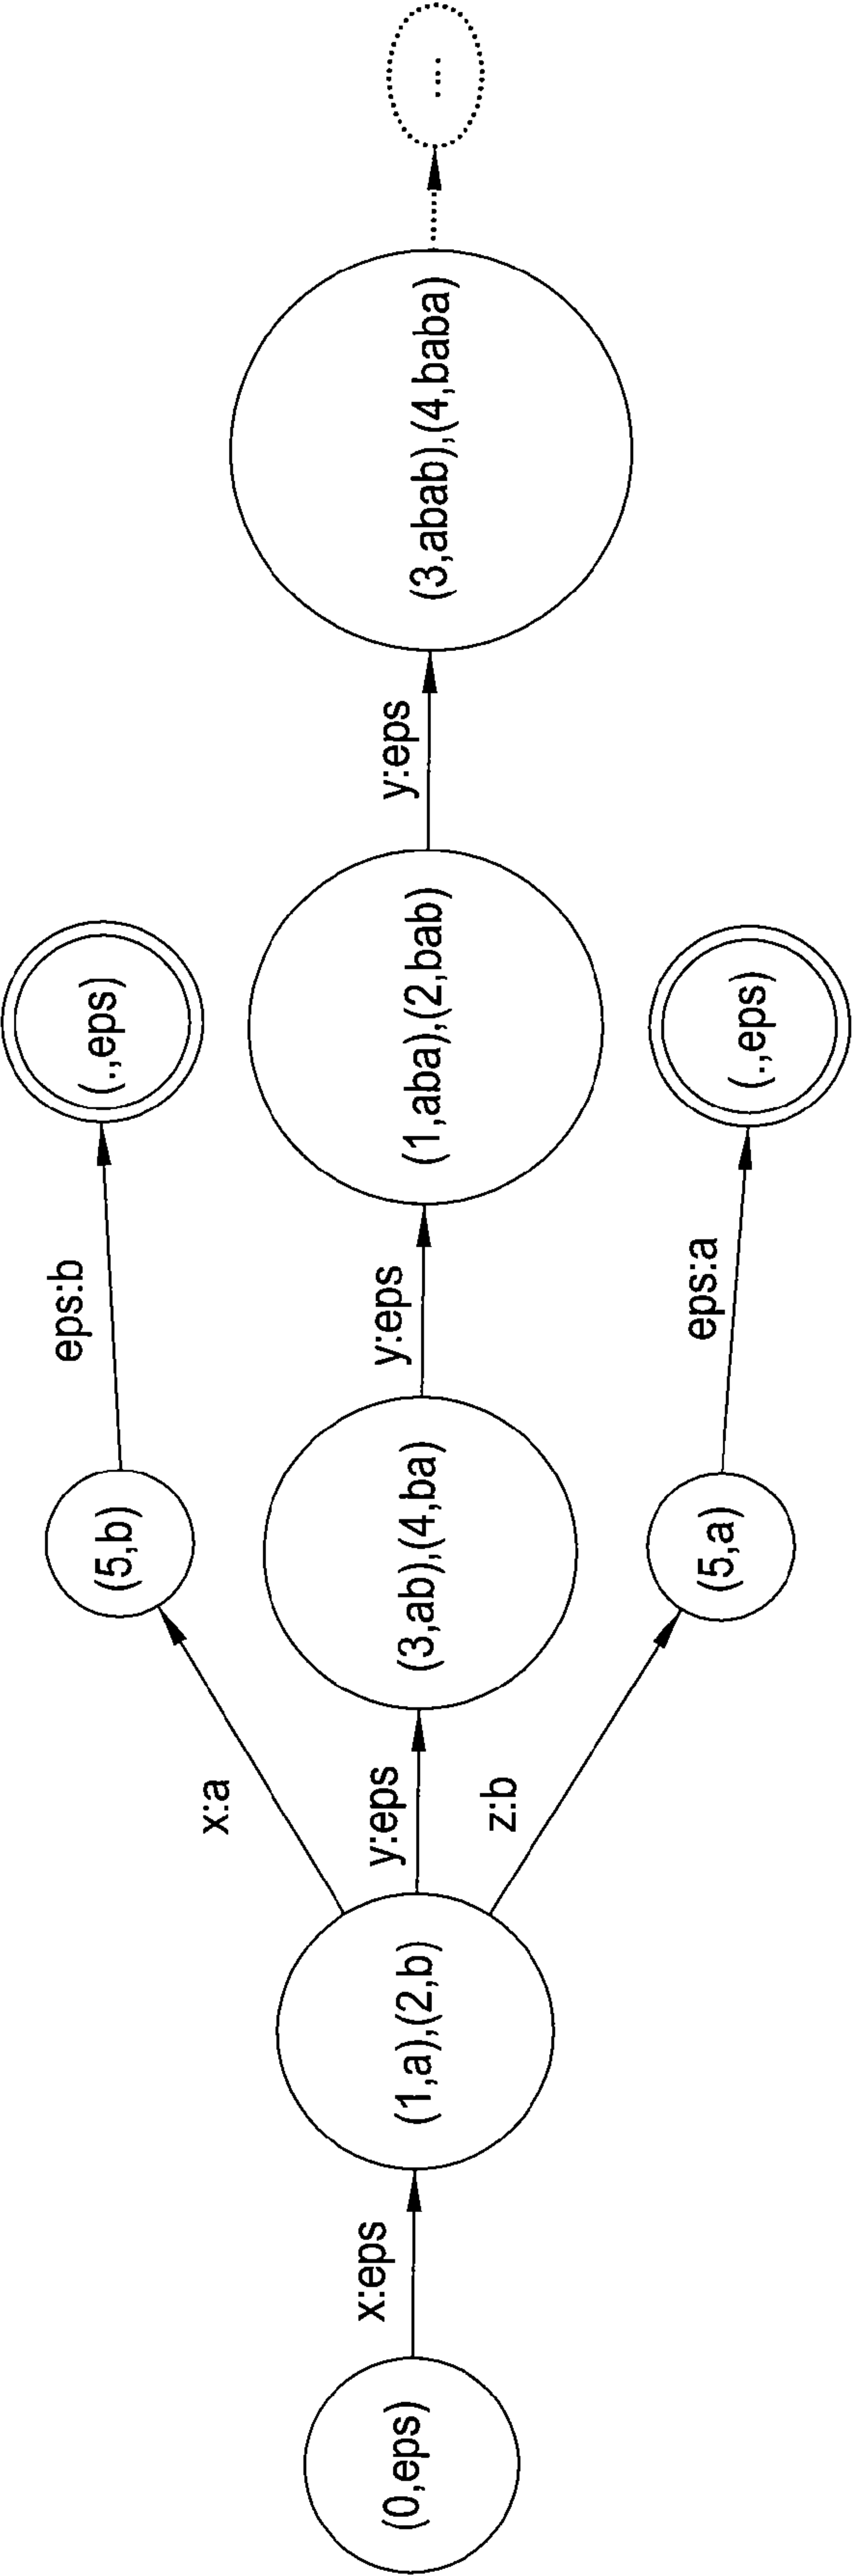 (0,eps)
x:eps
(1,a),(2,b)
x:a
y:eps
z:b
(5,b)
(3,ab),(4,ba)
(5,a)
eps:b
y:eps
eps:a
(.,eps)
(1,aba),(2,bab)
(.,eps)
y:eps
(3,abab),(4,baba)
...